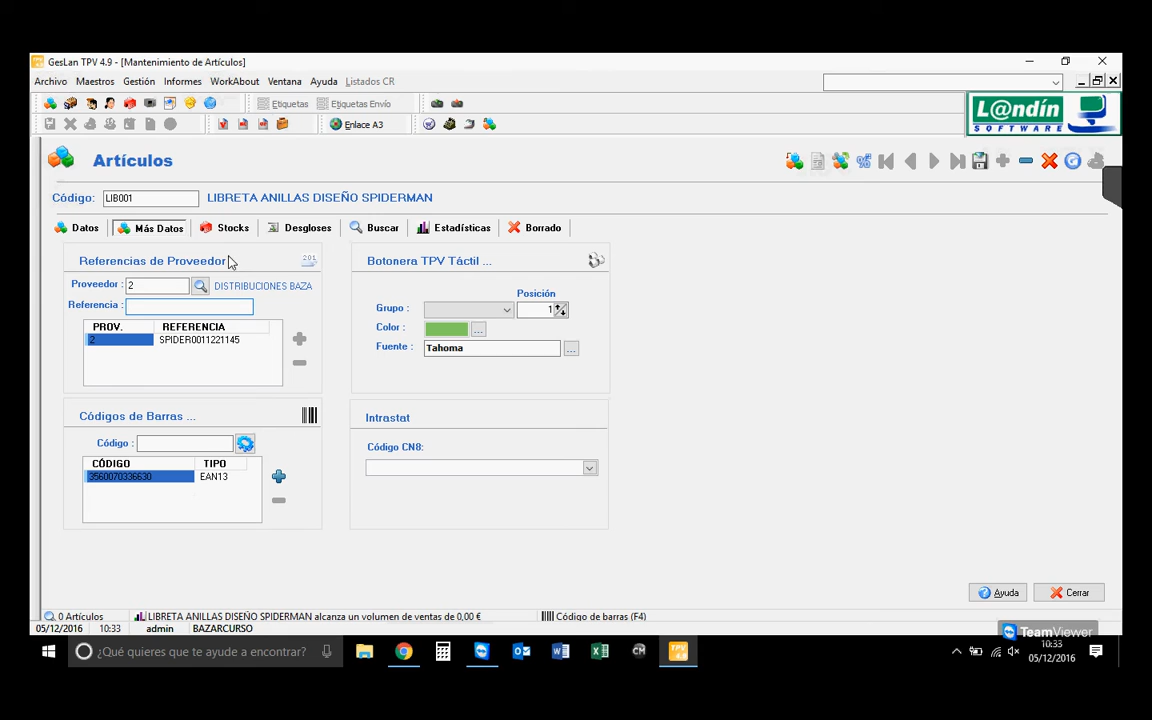 GesLan TPV 4.9 - [Mantenimiento de Artículos]
Archivo Maestros Gestión Informes WorkAbout Ventana Ayuda Listados CR
Etiquetas Etiquetas Envío
Enlace A3
L@ndín
SOFTWARE
Artículos
Código: LIB001 LIBRETA ANILLAS DISEÑO SPIDERMAN
Datos Más Datos Stocks Desgloses Buscar Estadísticas Borrado
Referencias de Proveedor
Proveedor : 2 DISTRIBUCIONES BAZA
Referencia :
PROV. REFERENCIA
2 SPIDER0011221145
Códigos de Barras ...
Código :
CÓDIGO TIPO
3560070336630 EAN13
Botonera TPV Táctil ...
Posición
Grupo : 1
Color : ...
Fuente : Tahoma ...
Intrastat
Código CN8:
Ayuda Cerrar
0 Artículos LIBRETA ANILLAS DISEÑO SPIDERMAN alcanza un volumen de ventas de 0,00 € Código de barras (F4)
05/12/2016 10:33 admin BAZARCURSO
TeamViewer
¿Qué quieres que te ayude a encontrar?
TPV
4.9
10:33
05/12/2016